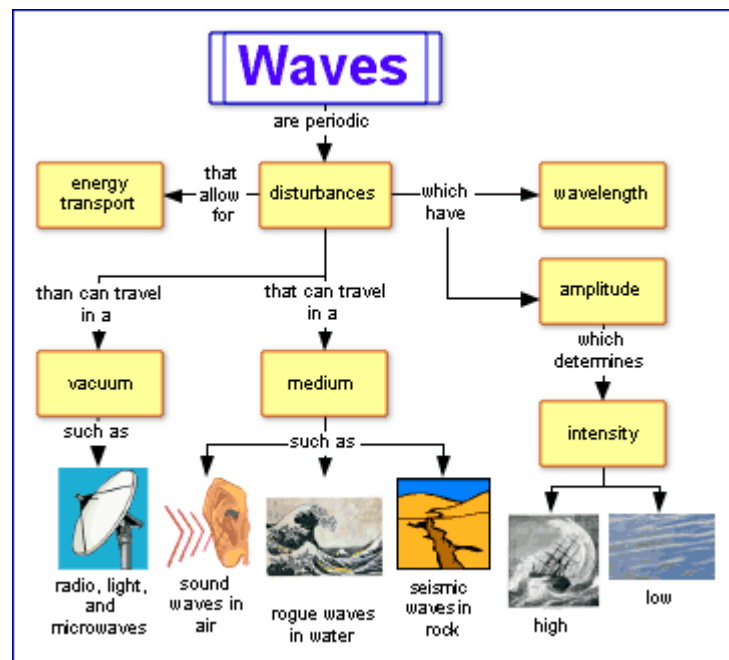 Waves
are periodic
energy
transport
that
allow
for
disturbances
which
have
wavelength
amplitude
than can travel
in a
that can travel
in a
which
determines
vacuum
medium
intensity
such as
such as
radio, light,
and
microwaves
sound
waves in
air
rogue waves
in water
seismic
waves in
rock
high
low